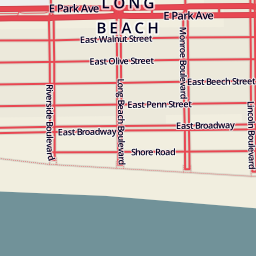 LONG
BEACH
E Park Ave
E Park Ave
East Walnut Street
East Olive Street
East Beech Street
East Penn Street
East Broadway
East Broadway
Shore Road
Riverside Boulevard
Long Beach Boulevard
Monroe Boulevard
Lincoln Boulevard